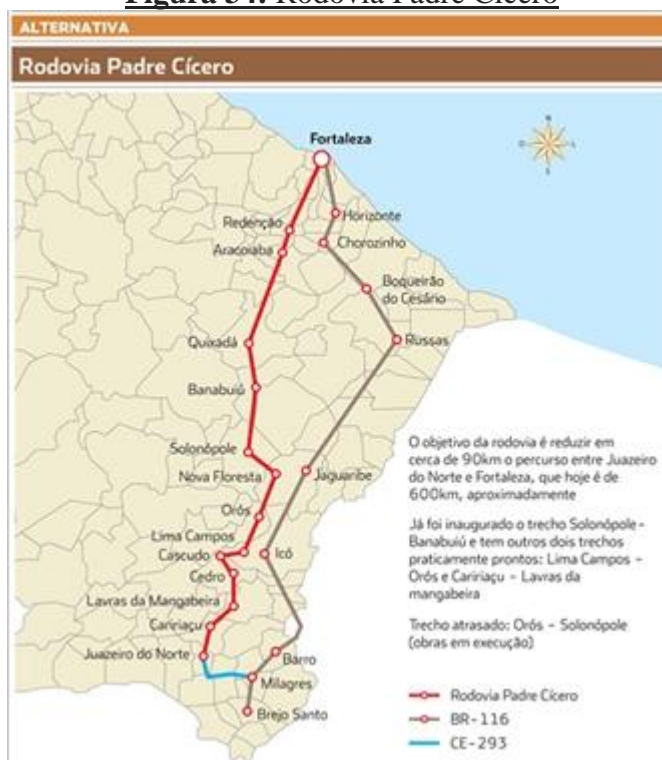 Figura 34: Rodovia Padre Cícero
ALTERNATIVA
Rodovia Padre Cícero
Fortaleza
N
O
L
S
Horizonte
Redenção
Chorozinho
Aracoiaba
Boqueirão
do Cesário
Quixadá
Russas
Banabuiú
Solonópole
Nova Floresta
Jaguaribe
Orós
Lima Campos
Cascudo
Icó
Cedro
Lavras da Mangabeira
Caririaçu
Juazeiro do Norte
Barro
Milagres
Brejo Santo
O objetivo da rodovia é reduzir em
cerca de 90km o percurso entre Juazeiro
do Norte e Fortaleza, que hoje é de
600km, aproximadamente
Já foi inaugurado o trecho Solonópole-
Banabuiú e tem outros dois trechos
praticamente prontos: Lima Campos -
Orós e Caririaçu - Lavras da
mangabeira
Trecho atrasado: Orós - Solonópole
(obras em execução)
Rodovia Padre Cícero
BR-116
CE-293